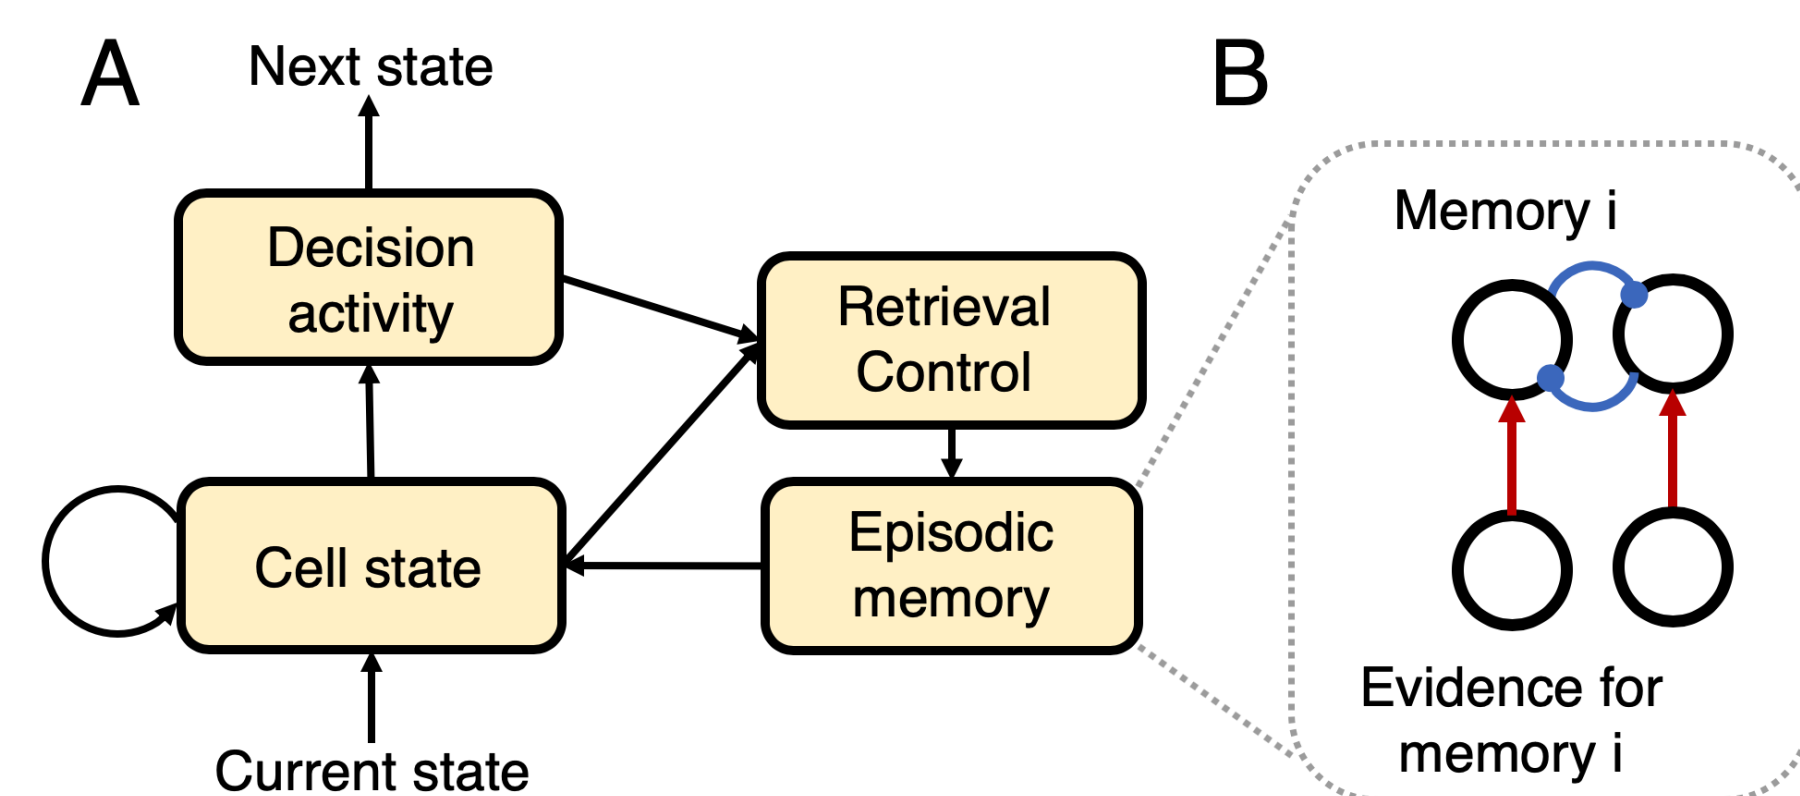 A
Next state
Decision
activity
Retrieval
Control
Cell state
Episodic
memory
Current state
B
Memory i
Evidence for
memory i